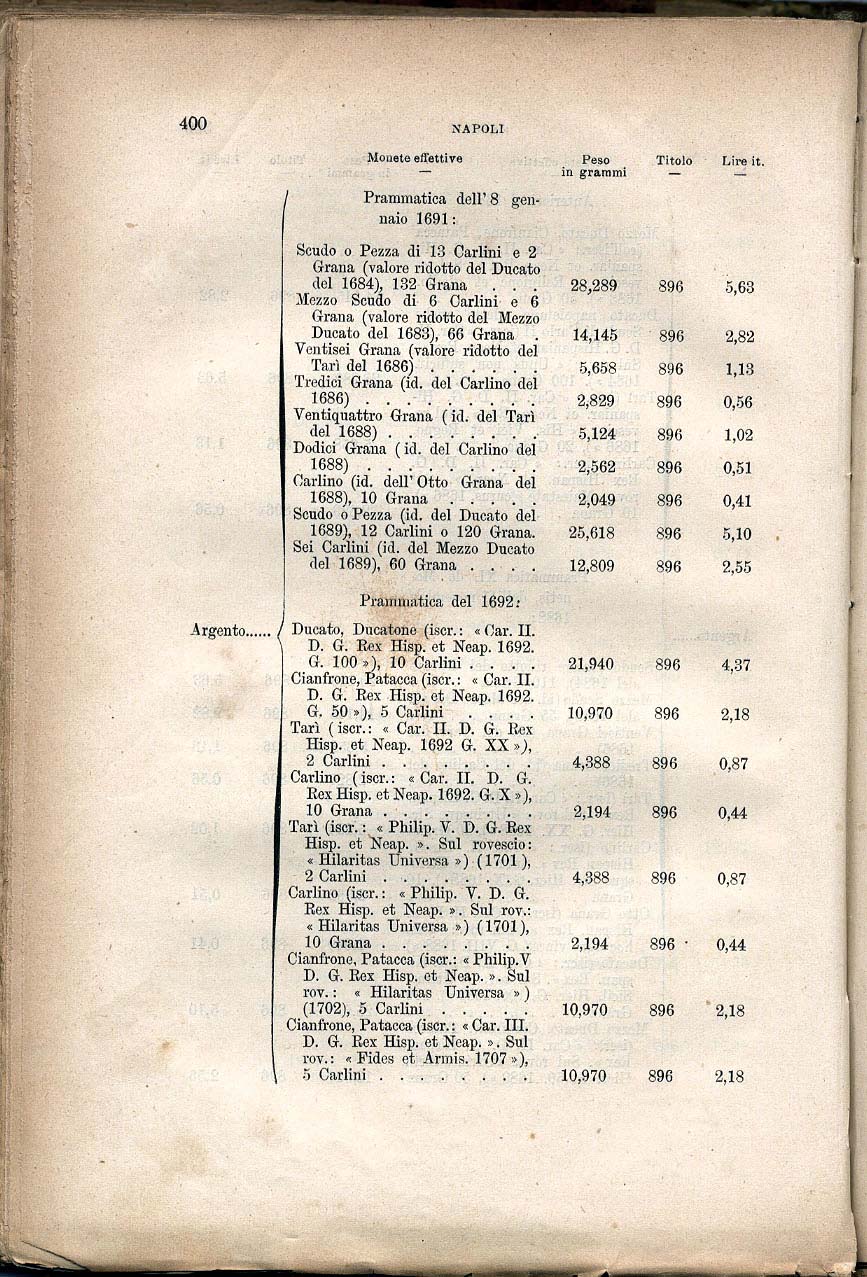 400
NAPOLI
Monete effettive Peso Titolo Lire it.
— in grammi — —
Prammatica dell' 8 gen-
naio 1691:
Scudo o Pezza di 13 Carlini e 2
Grana (valore ridotto del Ducato
del 1684), 132 Grana . . . 28,289 896 5,63
Mezzo Scudo di 6 Carlini e 6
Grana (valore ridotto del Mezzo
Ducato del 1683), 66 Grana . 14,145 896 2,82
Ventisei Grana (valore ridotto del
Tarì del 1686) . . . . . . 5,658 896 1,13
Tredici Grana (id. del Carlino del
1686) . . . . . . . . . 2,829 896 0,56
Ventiquattro Grana (id. del Tarì
del 1688) . . . . . . . . 5,124 896 1,02
Dodici Grana (id. del Carlino del
1688) . . . . . . . . . 2,562 896 0,51
Carlino (id. dell' Otto Grana del
1688), 10 Grana . . . . . 2,049 896 0,41
Scudo o Pezza (id. del Ducato del
1689), 12 Carlini o 120 Grana. 25,618 896 5,10
Sei Carlini (id. del Mezzo Ducato
del 1689), 60 Grana . . . . 12,809 896 2,55
Prammatica del 1692:
Argento...... Ducato, Ducatone (iscr.: « Car. II.
D. G. Rex Hisp. et Neap. 1692.
G. 100 »), 10 Carlini . . . . 21,940 896 4,37
Cianfrone, Patacca (iscr.: « Car. II.
D. G. Rex Hisp. et Neap. 1692.
G. 50 »), 5 Carlini . . . . 10,970 896 2,18
Tarì (iscr.: « Car. II. D. G. Rex
Hisp. et Neap. 1692 G. XX »),
2 Carlini . . . . . . . . 4,388 896 0,87
Carlino (iscr.: « Car. II. D. G.
Rex Hisp. et Neap. 1692. G. X »),
10 Grana . . . . . . . . 2,194 896 0,44
Tarì (iscr.: « Philip. V. D. G. Rex
Hisp. et Neap. ». Sul rovescio:
« Hilaritas Universa ») (1701),
2 Carlini . . . . . . . . 4,388 896 0,87
Carlino (iscr.: « Philip. V. D. G.
Rex Hisp. et Neap. ». Sul rov.:
« Hilaritas Universa ») (1701),
10 Grana . . . . . . . . 2,194 896 0,44
Cianfrone, Patacca (iscr.: « Philip. V
D. G. Rex Hisp. et Neap. ». Sul
rov.: « Hilaritas Universa »)
(1702), 5 Carlini . . . . . 10,970 896 2,18
Cianfrone, Patacca (iscr.: « Car. III.
D. G. Rex Hisp. et Neap. ». Sul
rov.: « Fides et Armis. 1707 »),
5 Carlini . . . . . . . . 10,970 896 2,18